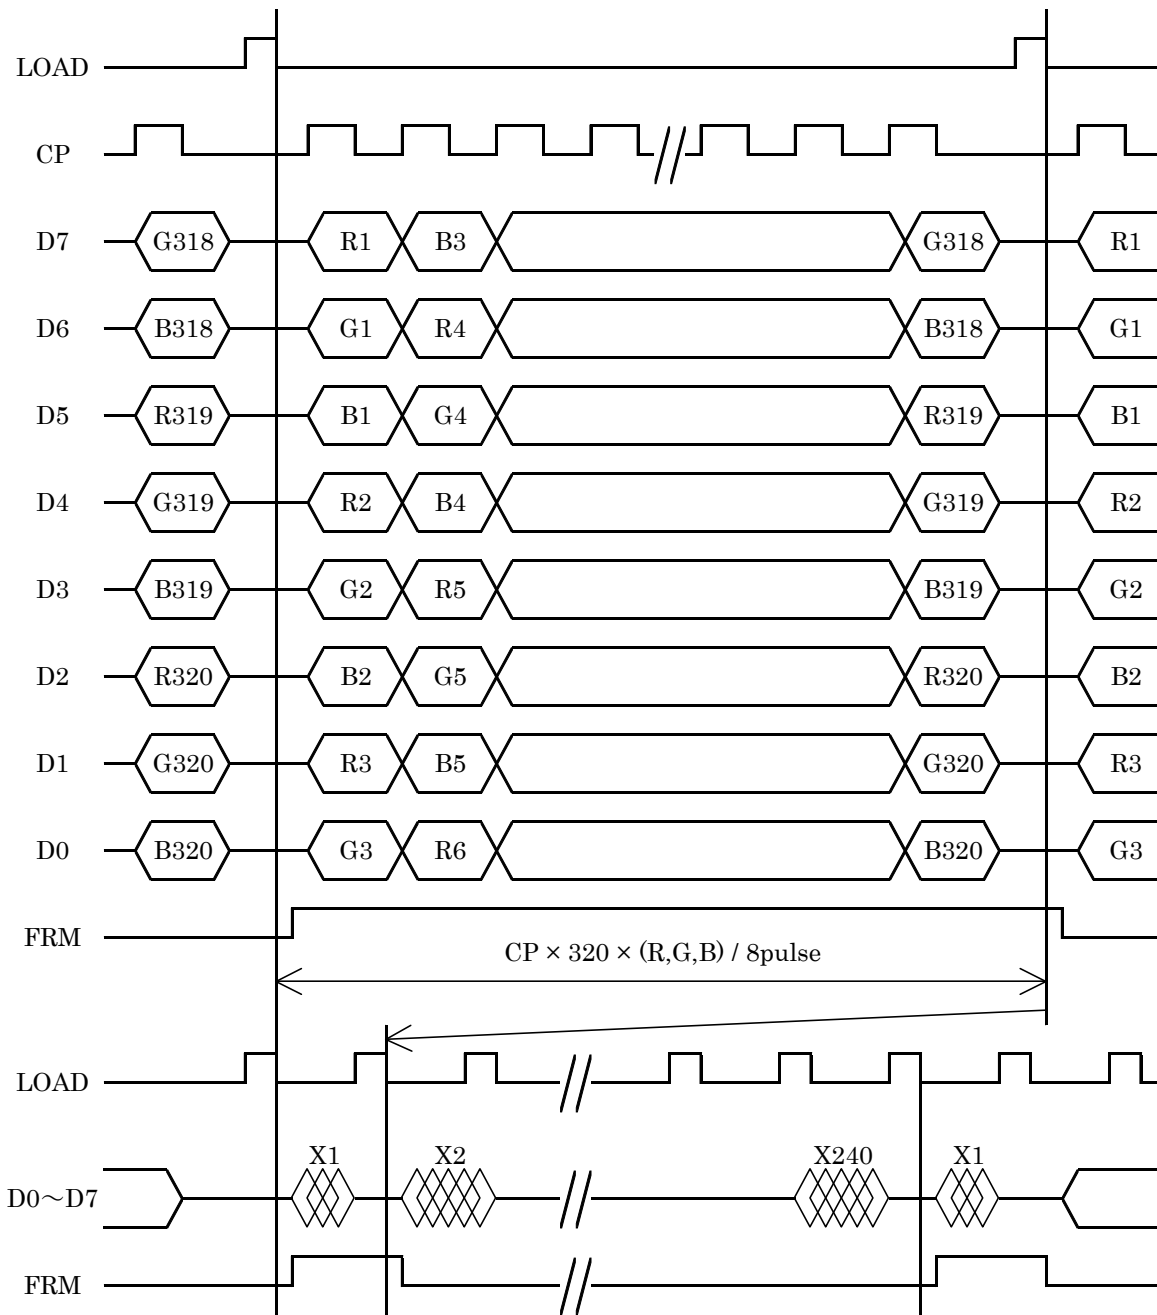 LOAD
CP
D7 G318 R1 B3 G318 R1
D6 B318 G1 R4 B318 G1
D5 R319 B1 G4 R319 B1
D4 G319 R2 B4 G319 R2
D3 B319 G2 R5 B319 G2
D2 R320 B2 G5 R320 B2
D1 G320 R3 B5 G320 R3
D0 B320 G3 R6 B320 G3
FRM
CP × 320 × (R,G,B) / 8pulse
LOAD
X1 X2 X240 X1
D0～D7
FRM